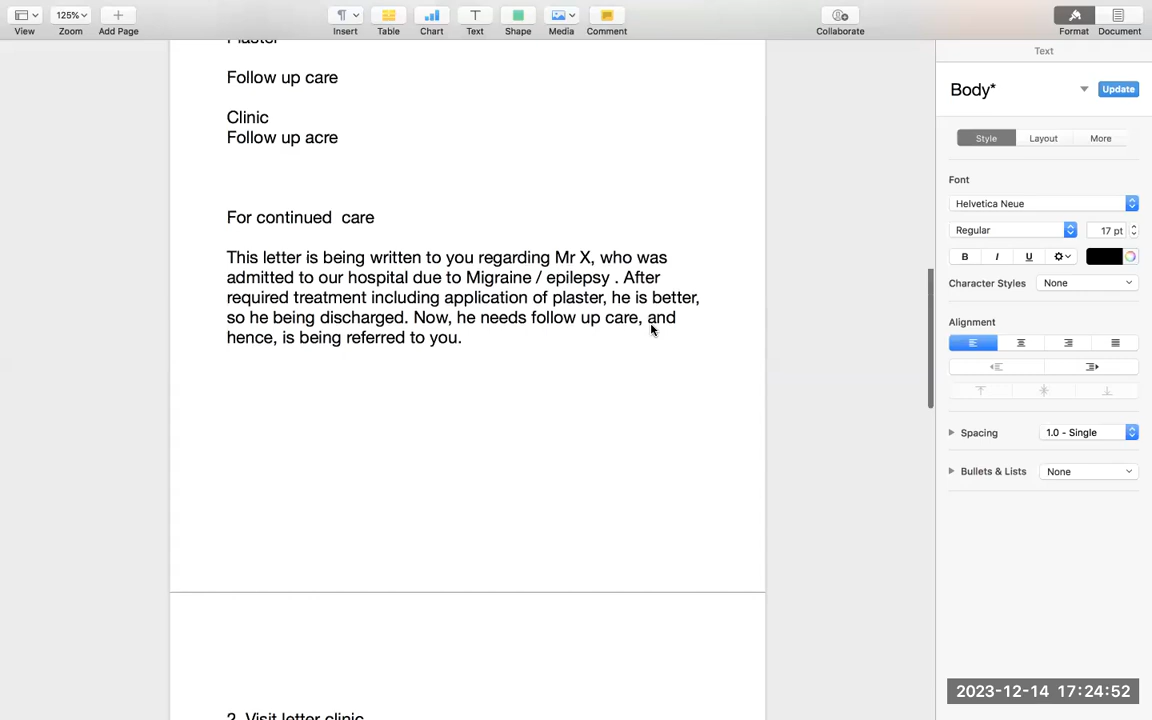 View
125%
Zoom
Add Page
Insert
Table
Chart
Text
Shape
Media
Comment
Collaborate
Format
Document
Plaster
Follow up care
Clinic
Follow up acre
For continued  care
This letter is being written to you regarding Mr X, who was
admitted to our hospital due to Migraine / epilepsy . After
required treatment including application of plaster, he is better,
so he being discharged. Now, he needs follow up care, and
hence, is being referred to you.
2. Visit letter clinic
Text
Body*
Update
Style
Layout
More
Font
Helvetica Neue
Regular
17 pt
B
I
U
Character Styles
None
Alignment
Spacing
1.0 - Single
Bullets & Lists
None
2023-12-14 17:24:52